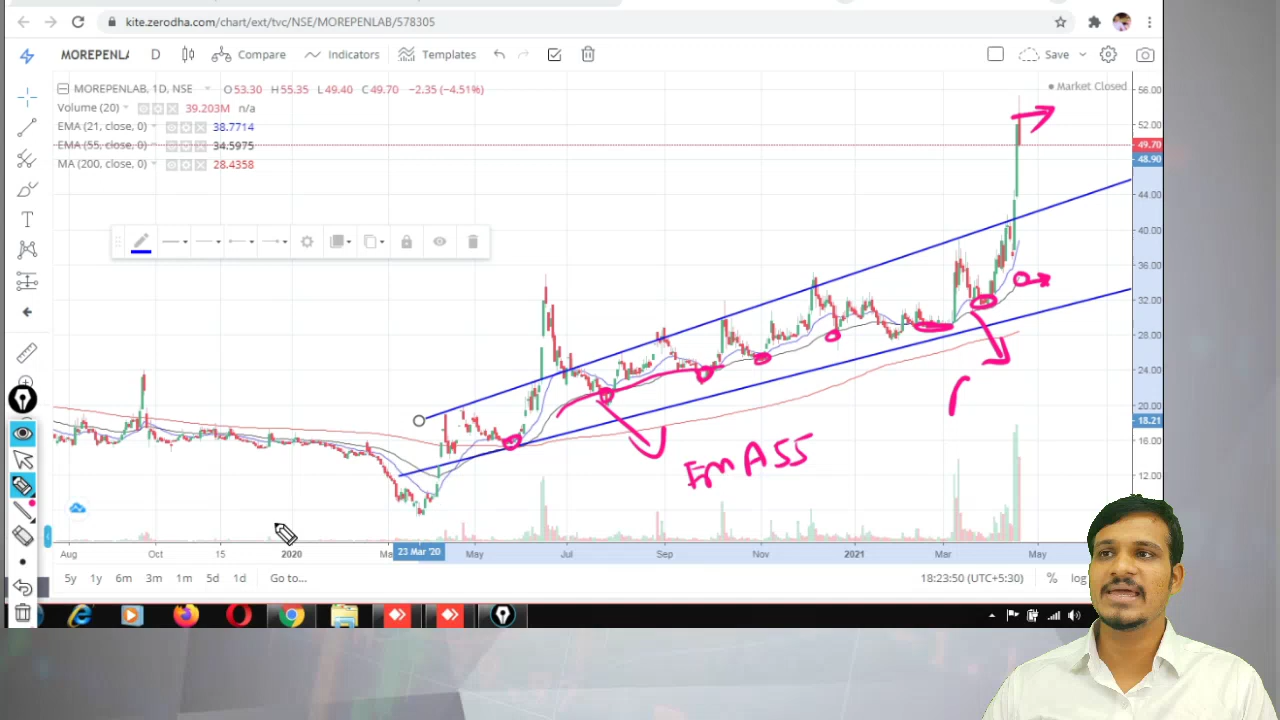 kite.zerodha.com/chart/ext/tvc/NSE/MOREPENLAB/578305
MOREPENLA D Compare Indicators Templates Save
MOREPENLAB, 1D, NSE O53.30 H55.35 L49.40 C49.70 −2.35 (−4.51%)
Market Closed
Volume (20) 39.203M n/a
EMA (21, close, 0) 38.7714
EMA (55, close, 0) 34.5975
MA (200, close, 0) 28.4358
56.00
52.00
49.70
48.90
44.00
40.00
36.00
32.00
28.00
24.00
20.00
18.21
16.00
12.00
EMA55
Aug Oct 15 2020 Ma 23 Mar '20 May Jul Sep Nov 2021 Mar May
5y 1y 6m 3m 1m 5d 1d Go to... 18:23:50 (UTC+5:30) % log